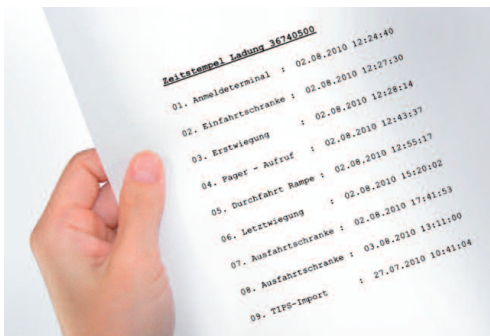 Zeitstempel Ladung 36740500
01. Anmeldeterminal : 02.08.2010 12:24:40
02. Einfahrtschranke : 02.08.2010 12:27:30
03. Erstwiegung : 02.08.2010 12:28:14
04. Pager - Aufruf : 02.08.2010 12:43:37
05. Durchfahrt Rampe : 02.08.2010 12:55:17
06. Letztwiegung : 02.08.2010 15:20:02
07. Ausfahrtschranke : 02.08.2010 17:41:53
08. Ausfahrtschranke : 03.08.2010 13:11:00
09. TIPS-Import : 27.07.2010 10:41:04